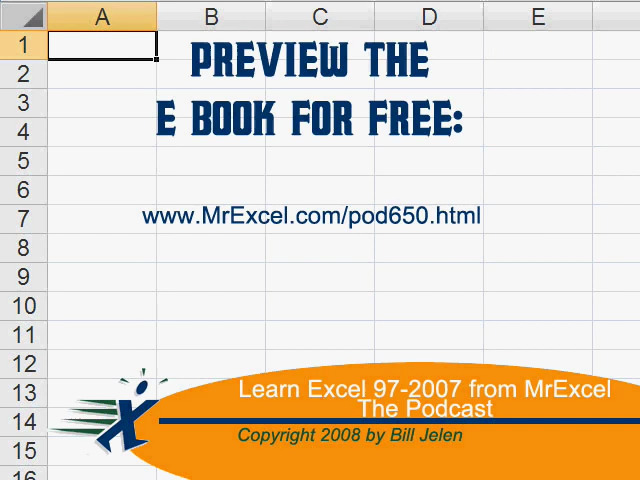 A B C D E
1
2
3
4
5
6
7
8
9
10
11
12
13
14
15
16
PREVIEW THE
E BOOK FOR FREE:
www.MrExcel.com/pod650.html
Learn Excel 97-2007 from MrExcel
The Podcast
Copyright 2008 by Bill Jelen